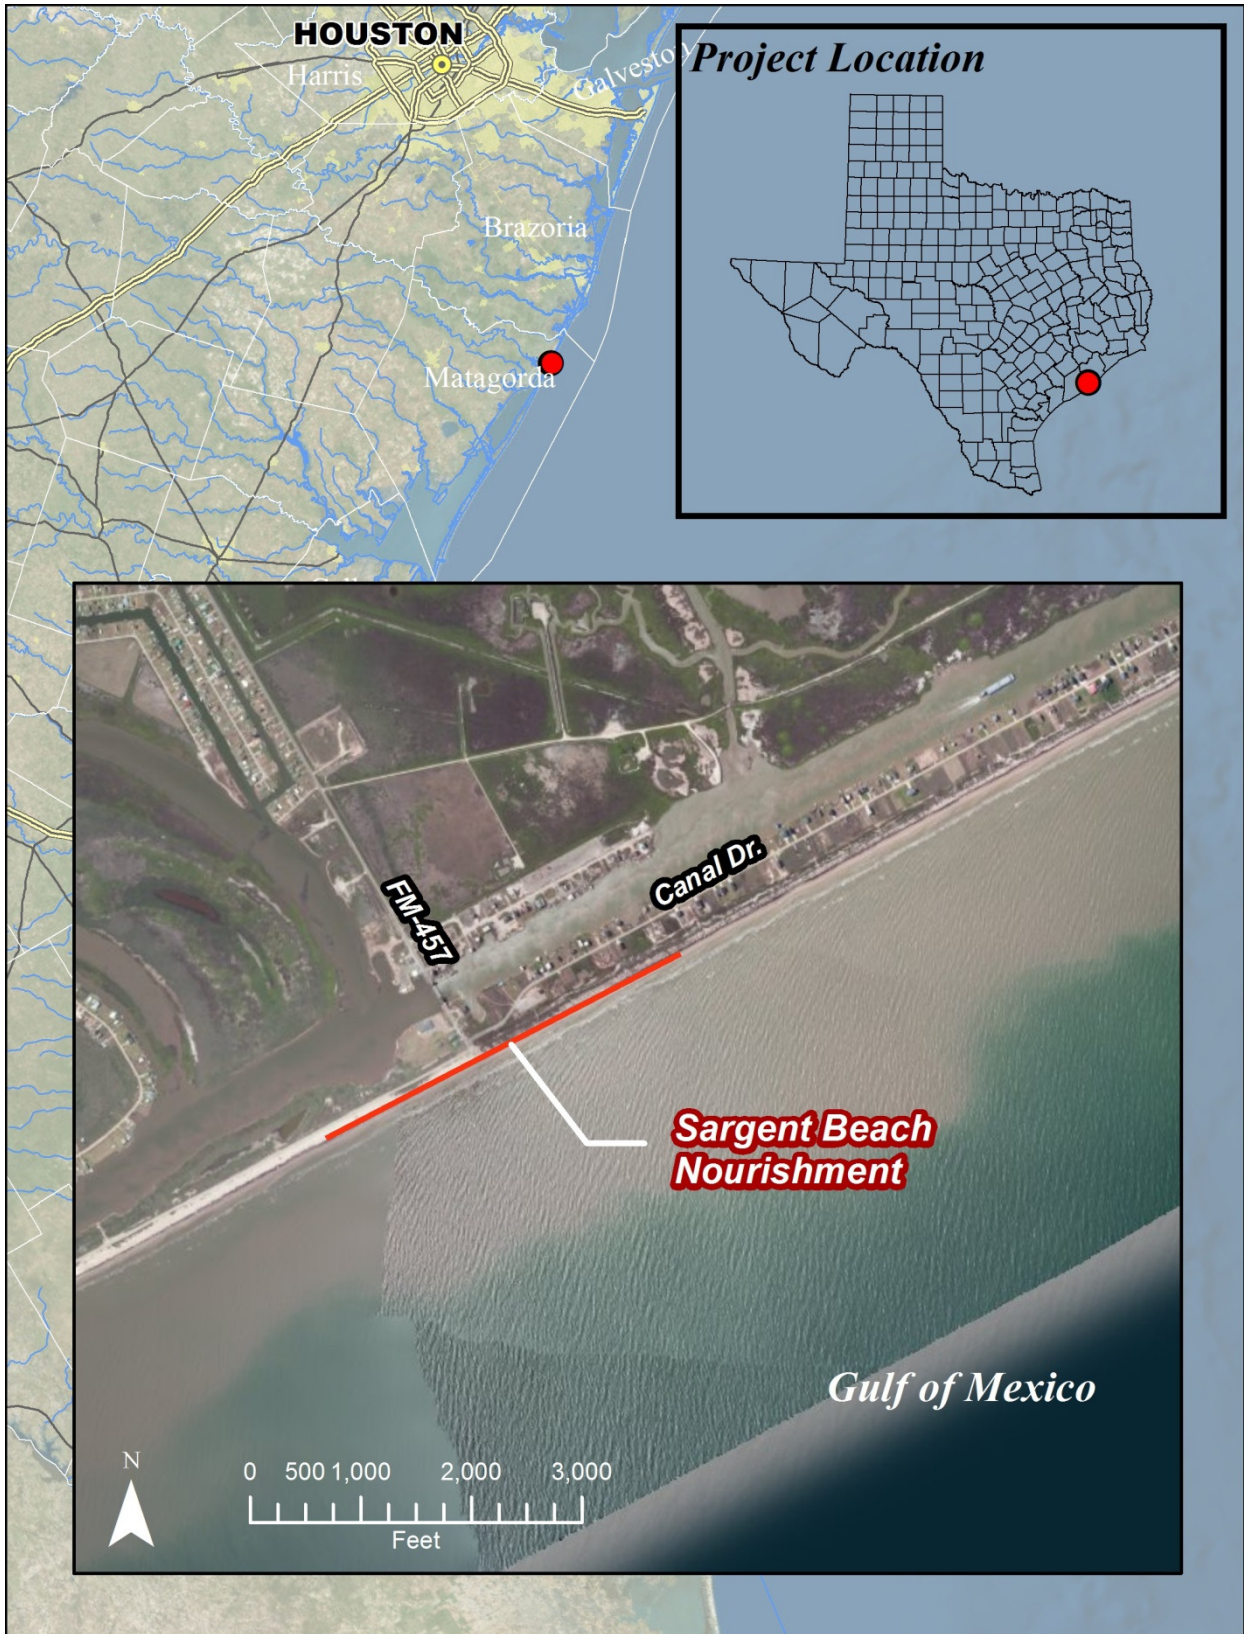 HOUSTON
Harris
Galveston
Project Location
Brazoria
Matagorda
FM-457
Canal Dr.
Sargent Beach
Nourishment
Gulf of Mexico
N
0 500 1,000 2,000 3,000
Feet